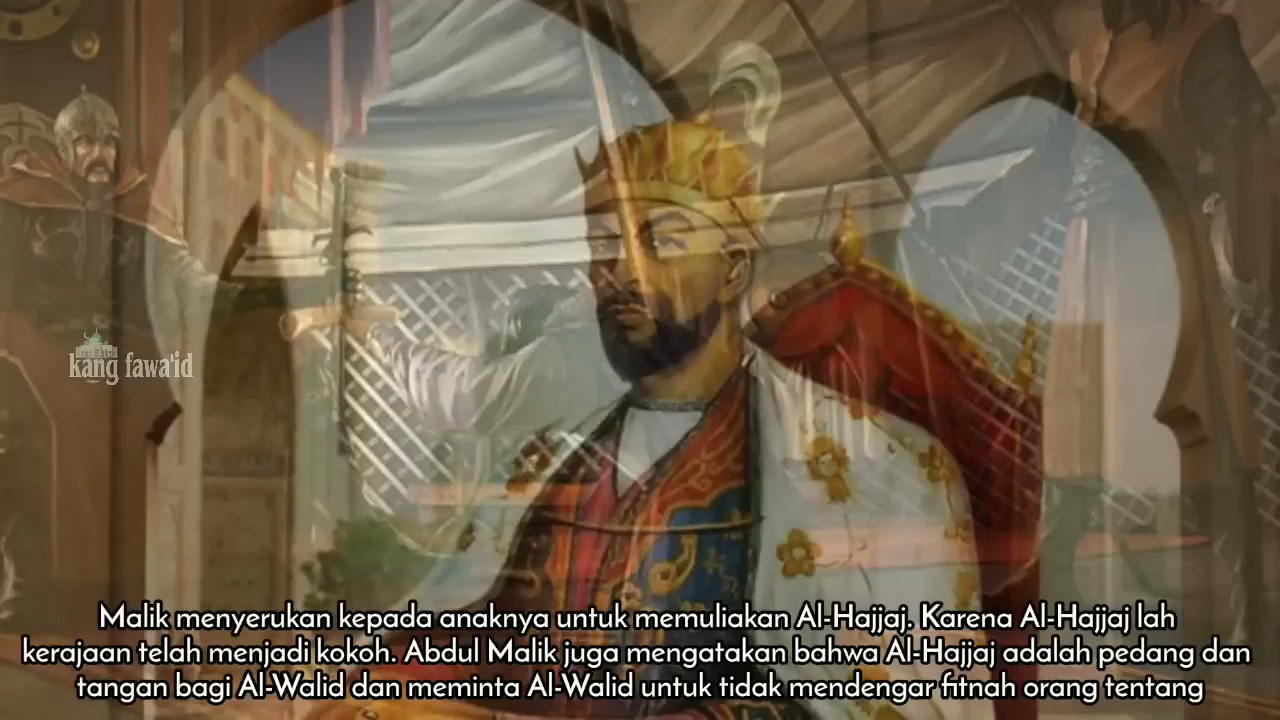 kang fawa'id
Malik menyerukan kepada anaknya untuk memuliakan Al-Hajjaj. Karena Al-Hajjaj lah
kerajaan telah menjadi kokoh. Abdul Malik juga mengatakan bahwa Al-Hajjaj adalah pedang dan
tangan bagi Al-Walid dan meminta Al-Walid untuk tidak mendengar fitnah orang tentang